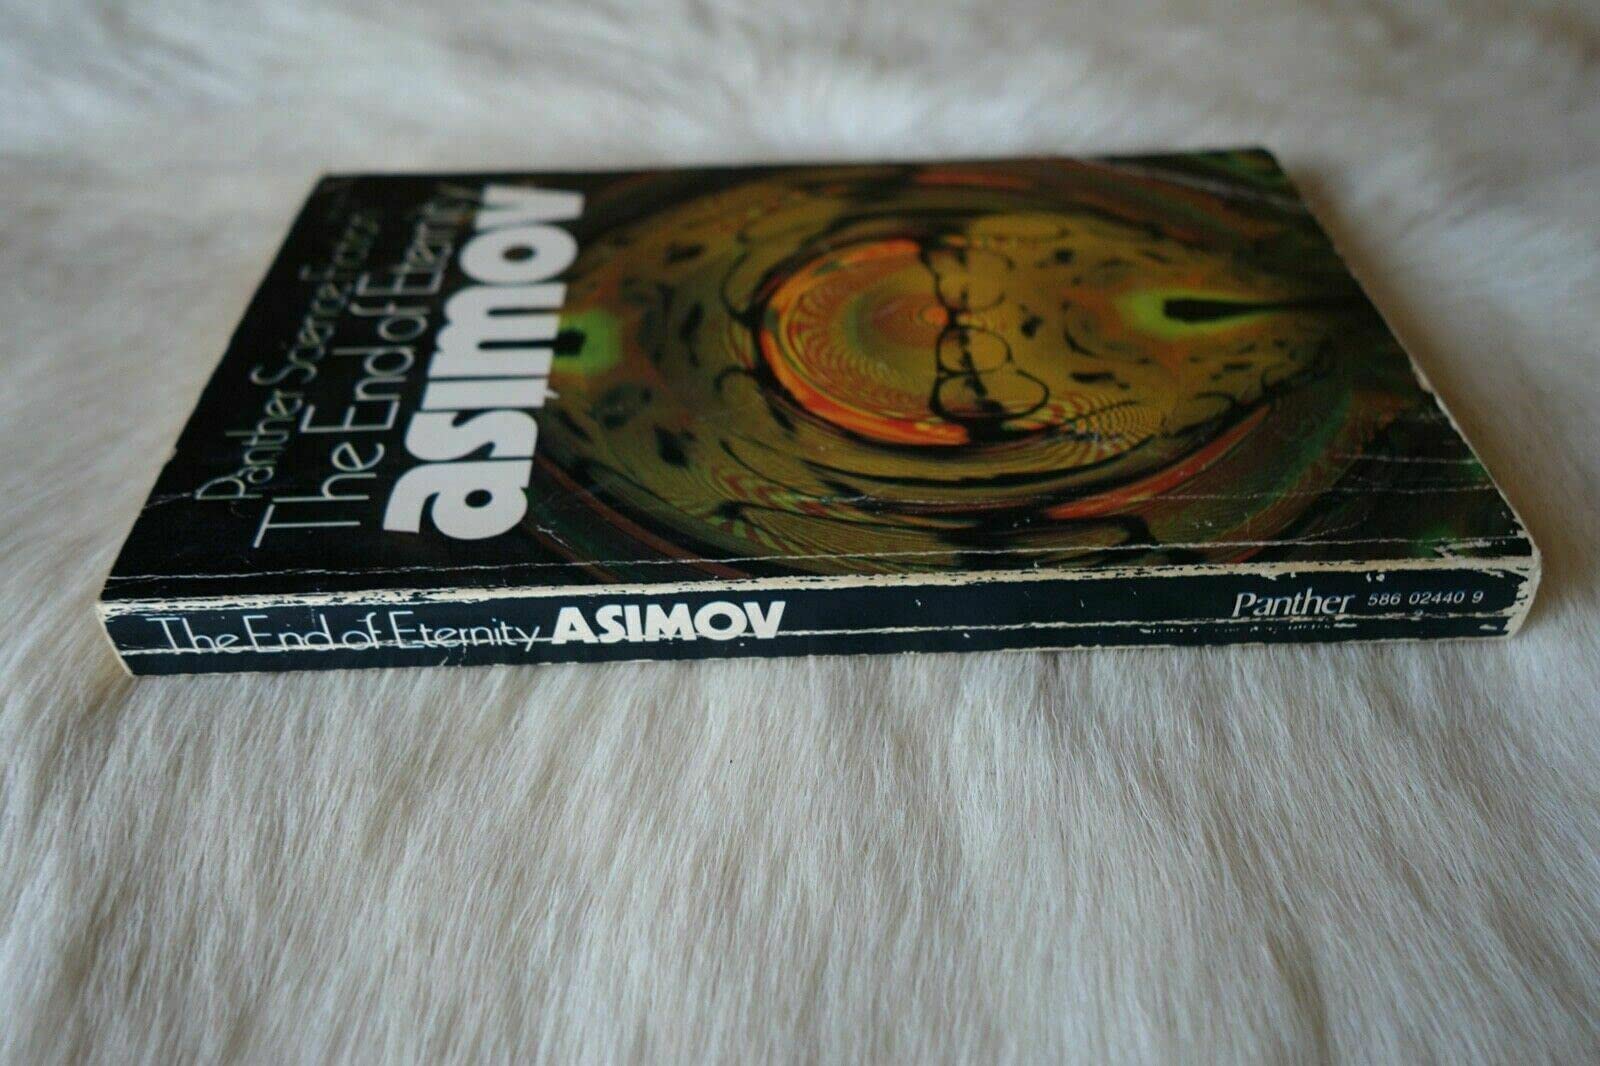 Panther Science Fiction
The End of Eternity
asimov
The End of Eternity ASIMOV Panther 586 02440 9